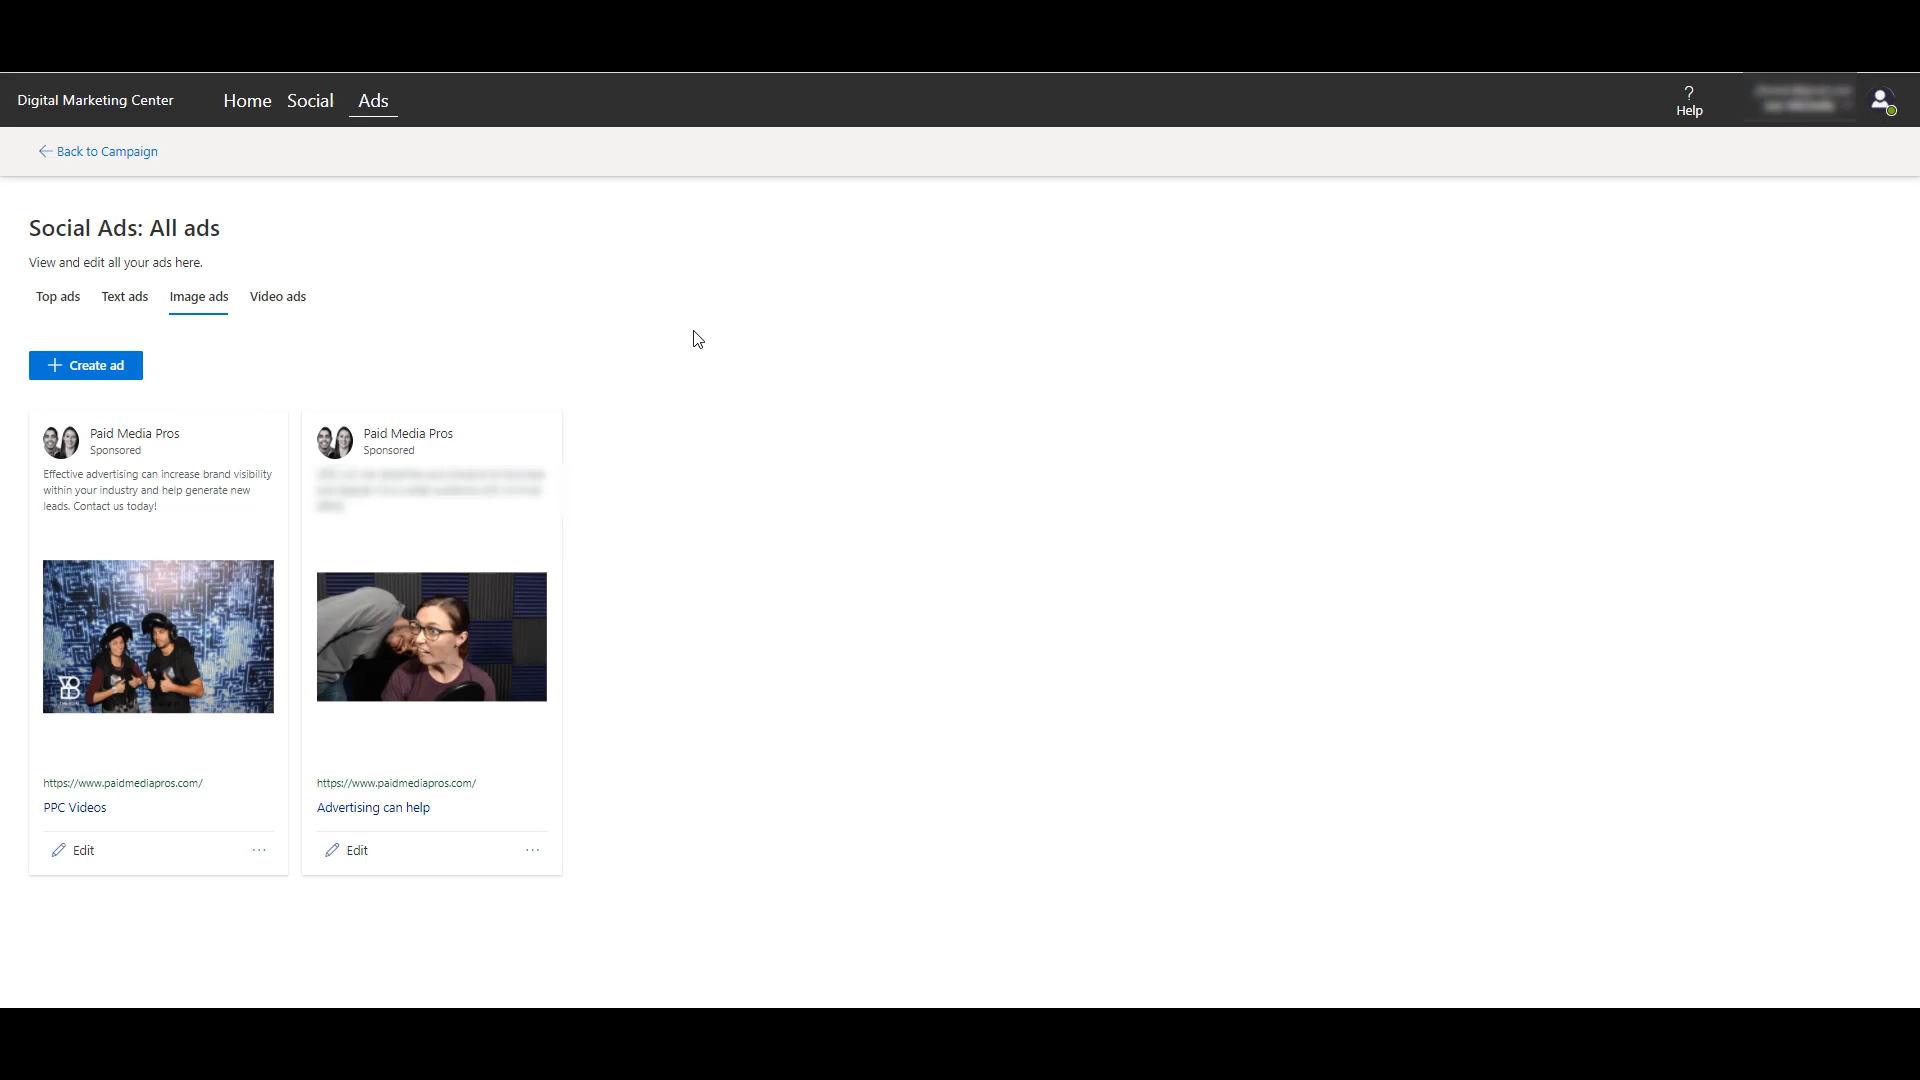 Digital Marketing Center
Home Social Ads
?
Help
Back to Campaign
Social Ads: All ads
View and edit all your ads here.
Top ads Text ads Image ads Video ads
+ Create ad
Paid Media Pros
Sponsored
Effective advertising can increase brand visibility
within your industry and help generate new
leads. Contact us today!
https://www.paidmediapros.com/
PPC Videos
Edit ...
Paid Media Pros
Sponsored
https://www.paidmediapros.com/
Advertising can help
Edit ...